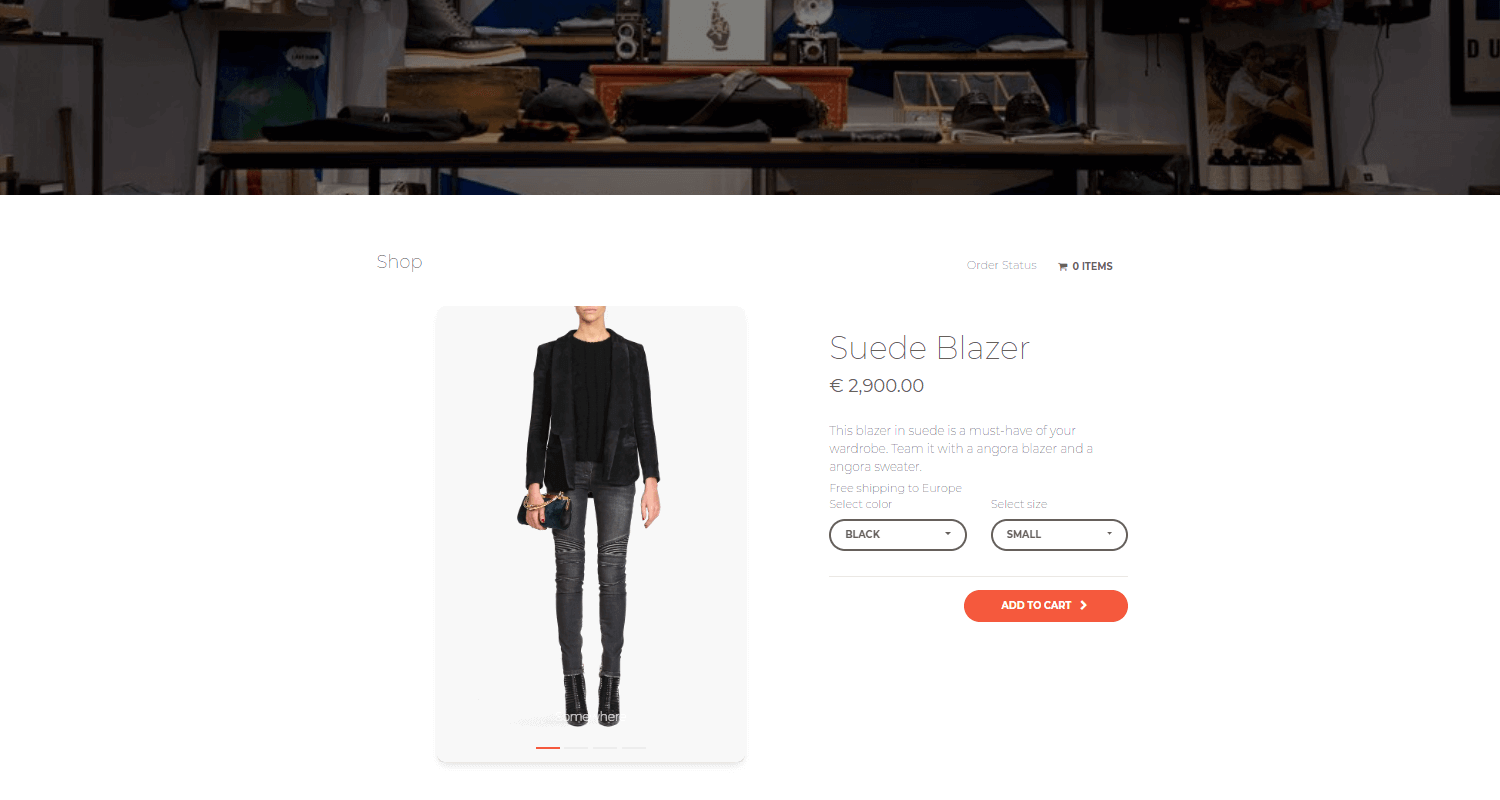 Shop
Order Status
0 ITEMS
Suede Blazer
€ 2,900.00
This blazer in suede is a must-have of your
wardrobe. Team it with a angora blazer and a
angora sweater.
Free shipping to Europe
Select color
Select size
BLACK
SMALL
ADD TO CART
Somewhere